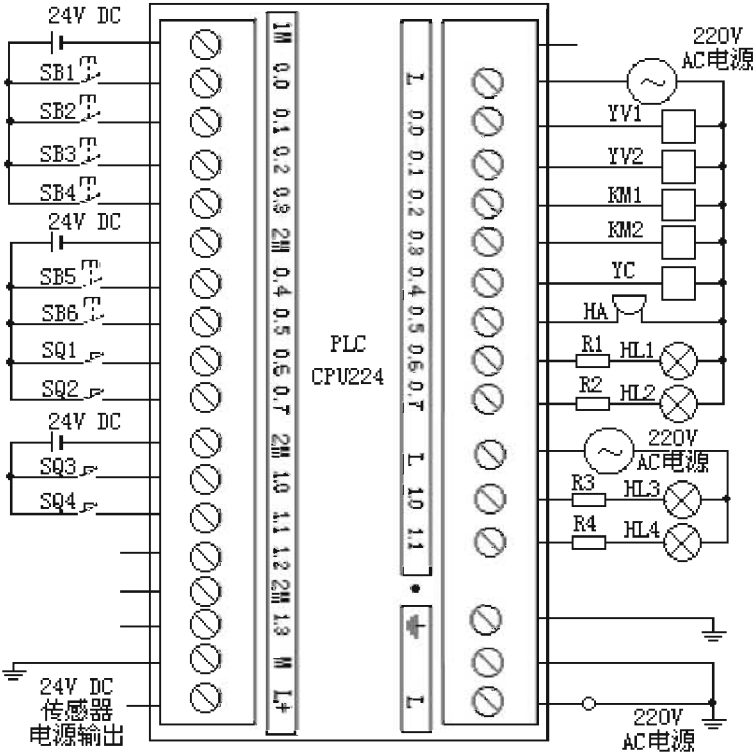 24V DC
SB1
SB2
SB3
SB4
24V DC
SB5
SB6
SQ1
SQ2
24V DC
SQ3
SQ4
24V DC
传感器
电源输出
1M
0.0
0.1
0.2
0.3
2M
0.4
0.5
0.6
0.7
2M
1.0
1.1
1.2
2M
1.3
M
L+
PLC
CPU224
L
0.0
0.1
0.2
0.3
0.4
0.5
0.6
0.7
L
1.0
1.1
L
220V
AC电源
YV1
YV2
KM1
KM2
YC
HA
R1 HL1
R2 HL2
220V
AC电源
R3 HL3
R4 HL4
220V
AC电源